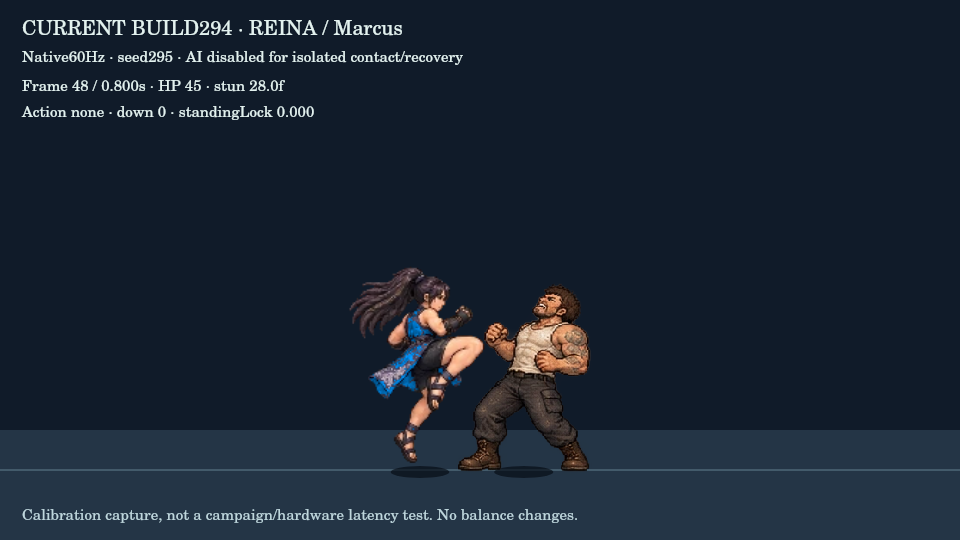 CURRENT BUILD294 · REINA / Marcus
Native60Hz · seed295 · AI disabled for isolated contact/recovery
Frame 48 / 0.800s · HP 45 · stun 28.0f
Action none · down 0 · standingLock 0.000
Calibration capture, not a campaign/hardware latency test. No balance changes.